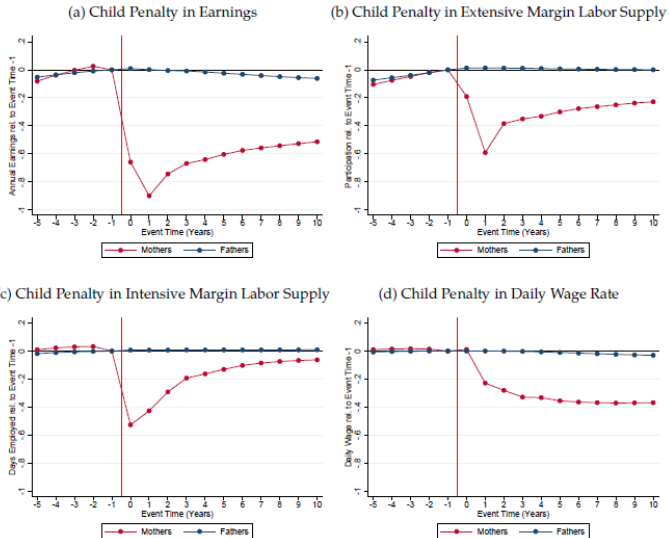 (a) Child Penalty in Earnings
Annual Earnings rel. to Event Time -1
.2
0
-.2
-.4
-.6
-.8
-1
-5 -4 -3 -2 -1 0 1 2 3 4 5 6 7 8 9 10
Event Time (Years)
Mothers Fathers
(b) Child Penalty in Extensive Margin Labor Supply
Participation rel. to Event Time -1
.2
0
-.2
-.4
-.6
-.8
-1
-5 -4 -3 -2 -1 0 1 2 3 4 5 6 7 8 9 10
Event Time (Years)
Mothers Fathers
c) Child Penalty in Intensive Margin Labor Supply
Days Employed rel. to Event Time -1
.2
0
-.2
-.4
-.6
-.8
-1
-5 -4 -3 -2 -1 0 1 2 3 4 5 6 7 8 9 10
Event Time (Years)
Mothers Fathers
(d) Child Penalty in Daily Wage Rate
Daily Wage rel. to Event Time -1
.2
0
-.2
-.4
-.6
-.8
-1
-5 -4 -3 -2 -1 0 1 2 3 4 5 6 7 8 9 10
Event Time (Years)
Mothers Fathers